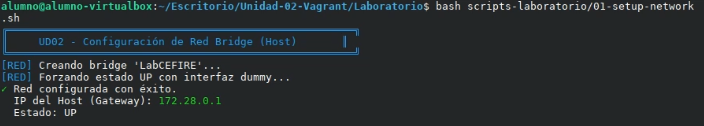 alumno@alumno-virtualbox:~/Escritorio/Unidad-02-Vagrant/Laboratorio$ bash scripts-laboratorio/01-setup-network
.sh
UD02 - Configuración de Red Bridge (Host)
[RED] Creando bridge 'LabCEFIRE'...
[RED] Forzando estado UP con interfaz dummy...
✓ Red configurada con éxito.
IP del Host (Gateway): 172.28.0.1
Estado: UP